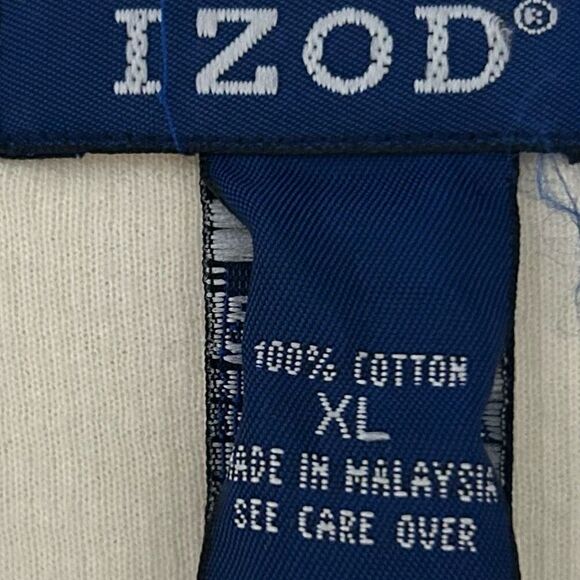 IZOD®
100% COTTON
XL
MADE IN MALAYSIA
SEE CARE OVER